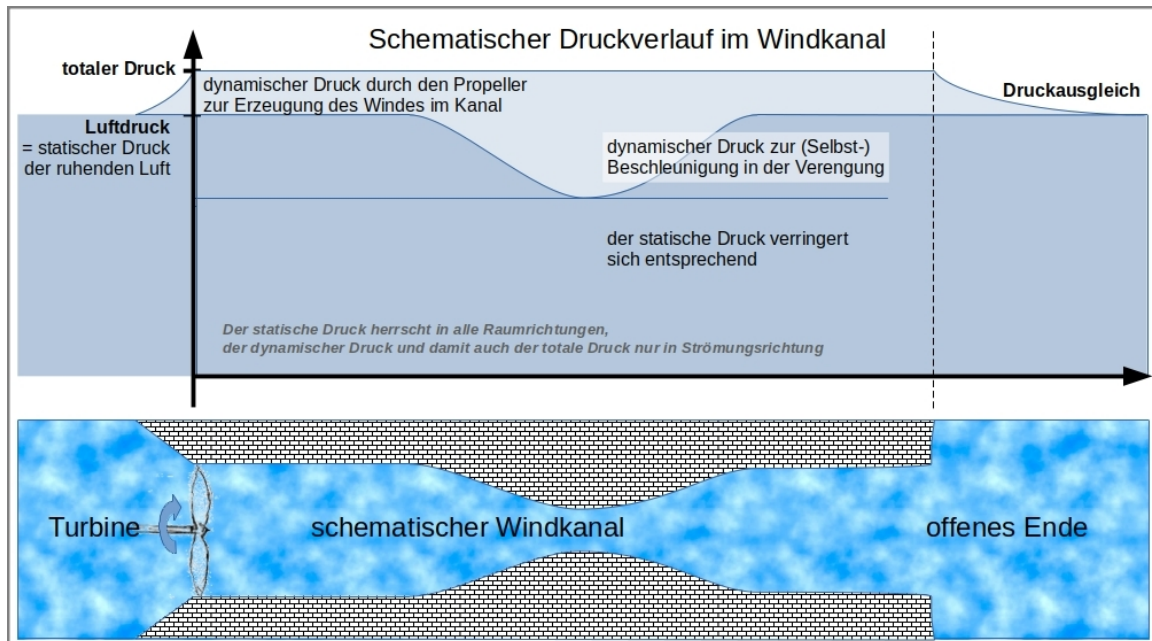 Schematischer Druckverlauf im Windkanal
totaler Druck
dynamischer Druck durch den Propeller
zur Erzeugung des Windes im Kanal
Druckausgleich
Luftdruck
= statischer Druck
der ruhenden Luft
dynamischer Druck zur (Selbst-)
Beschleunigung in der Verengung
der statische Druck verringert
sich entsprechend
Der statische Druck herrscht in alle Raumrichtungen,
der dynamischer Druck und damit auch der totale Druck nur in Strömungsrichtung
Turbine
schematischer Windkanal
offenes Ende